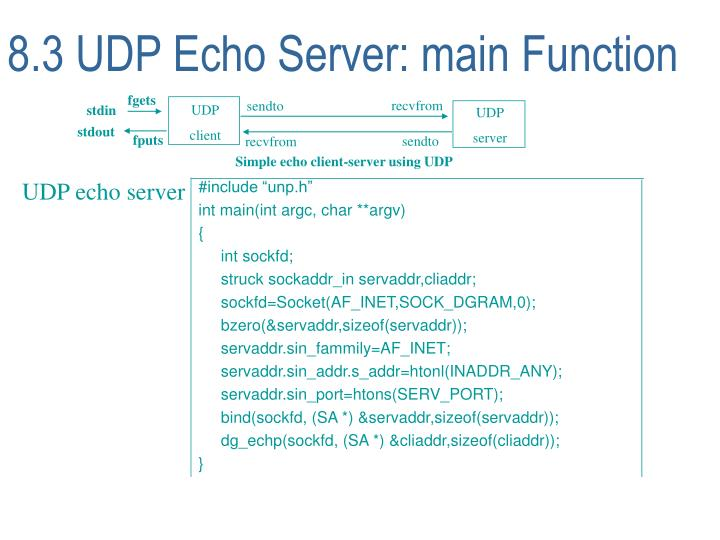 8.3 UDP Echo Server: main Function
fgets
stdin
UDP
sendto
recvfrom
UDP
stdout
fputs
client
recvfrom
sendto
server
Simple echo client-server using UDP
UDP echo server
#include “unp.h”
int main(int argc, char **argv)
{
int sockfd;
struck sockaddr_in servaddr,cliaddr;
sockfd=Socket(AF_INET,SOCK_DGRAM,0);
bzero(&servaddr,sizeof(servaddr));
servaddr.sin_fammily=AF_INET;
servaddr.sin_addr.s_addr=htonl(INADDR_ANY);
servaddr.sin_port=htons(SERV_PORT);
bind(sockfd, (SA *) &servaddr,sizeof(servaddr));
dg_echp(sockfd, (SA *) &cliaddr,sizeof(cliaddr));
}